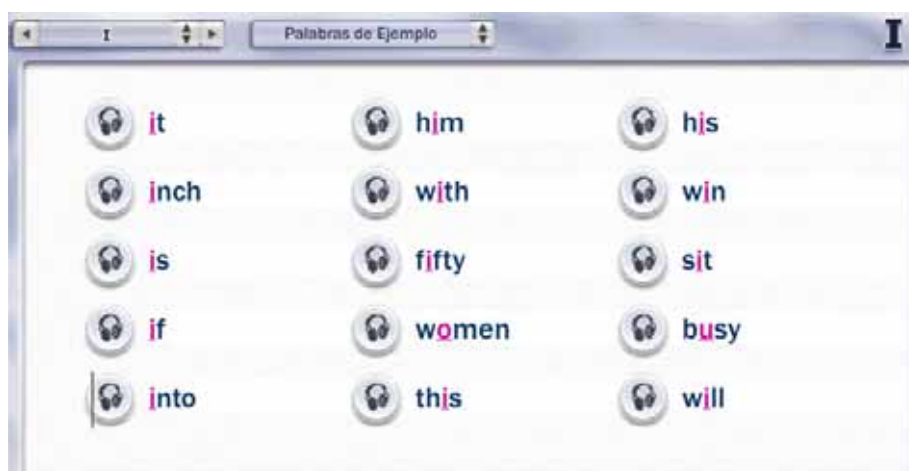 I Palabras de Ejemplo I
it him his
inch with win
is fifty sit
if women busy
into this will